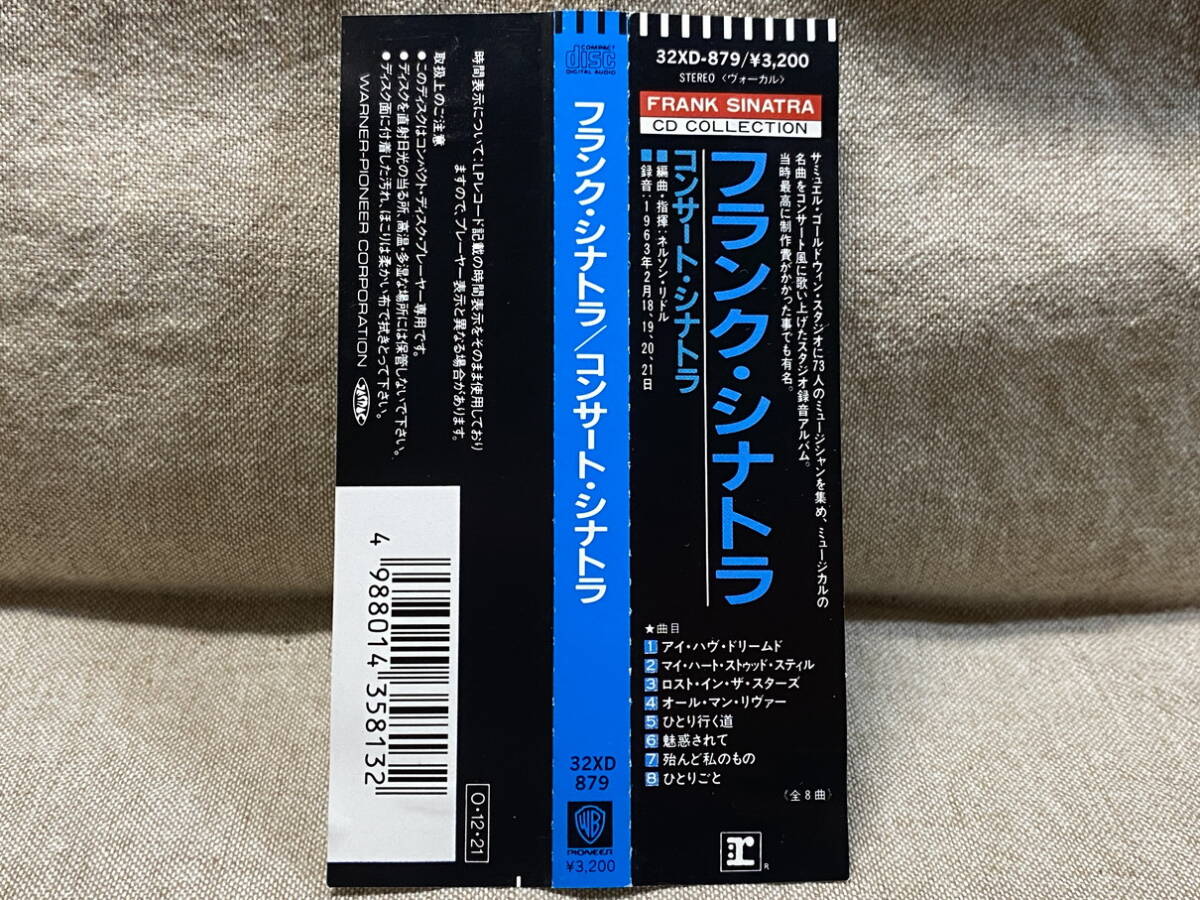 32XD-879/¥3,200
STEREO〈ヴォーカル〉
FRANK SINATRA
CD COLLECTION
サミュエル・ゴールドウィン・スタジオに73人のミュージシャンを集め、ミュージカルの
名曲をコンサート風に歌い上げたスタジオ録音アルバム。
当時最高に制作費がかかった事でも有名。
フランク・シナトラ
コンサート・シナトラ
■編曲・指揮:ネルソン・リドル
■録音:1963年2月18、19、20、21日
★曲目
1 アイ・ハヴ・ドリームド
2 マイ・ハート・ストゥッド・スティル
3 ロスト・イン・ザ・スターズ
4 オール・マン・リヴァー
5 ひとり行く道
6 魅惑されて
7 殆んど私のもの
8 ひとりごと
〈全8曲〉
r
R
COMPACT
disc
DIGITAL AUDIO
フランク・シナトラ/コンサート・シナトラ
32XD
879
WB
PIONEER
¥3,200
時間表示について:LPレコード記載の時間表示をそのまま使用しており
ますので、プレーヤー表示と異なる場合があります。
取扱上のご注意
●このディスクはコンパクト・ディスク・プレーヤー専用です。
●ディスクを直射日光の当る所、高温・多湿な場所には保管しないで下さい。
●ディスク面に付着した汚れ、ほこりは柔かい布で拭きとって下さい。
WARNER-PIONEER CORPORATION
4 988014 358132
O・12・21